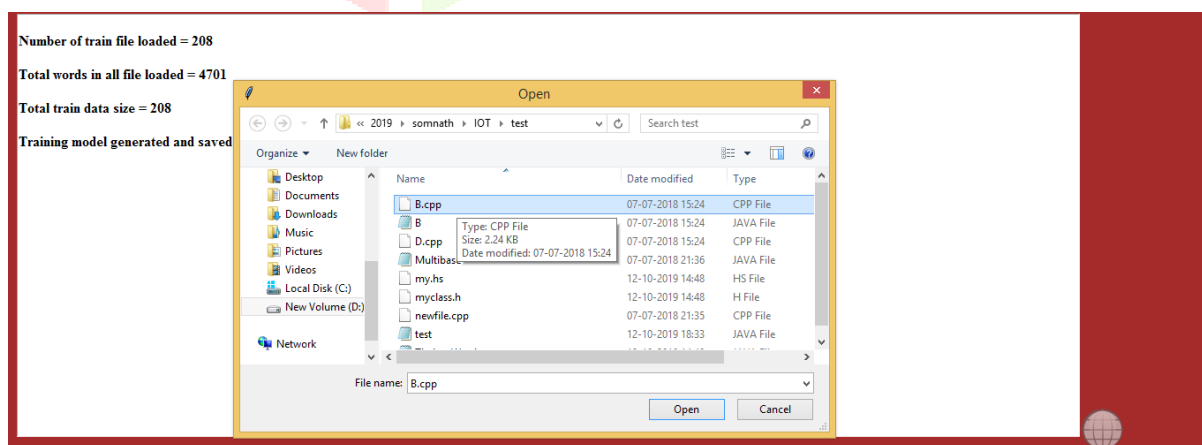 Number of train file loaded = 208
Total words in all file loaded = 4701
Total train data size = 208
Training model generated and saved
Open
« 2019 › somnath › IOT › test
Search test
Organize
New folder
Desktop
Documents
Downloads
Music
Pictures
Videos
Local Disk (C:)
New Volume (D:)
Network
Name Date modified Type
B.cpp 07-07-2018 15:24 CPP File
B 07-07-2018 15:24 JAVA File
D.cpp 07-07-2018 15:24 CPP File
Multibase 07-07-2018 21:36 JAVA File
my.hs 12-10-2019 14:48 HS File
myclass.h 12-10-2019 14:48 H File
newfile.cpp 07-07-2018 21:35 CPP File
test 12-10-2019 18:33 JAVA File
Type: CPP File
Size: 2.24 KB
Date modified: 07-07-2018 15:24
File name: B.cpp
Open Cancel